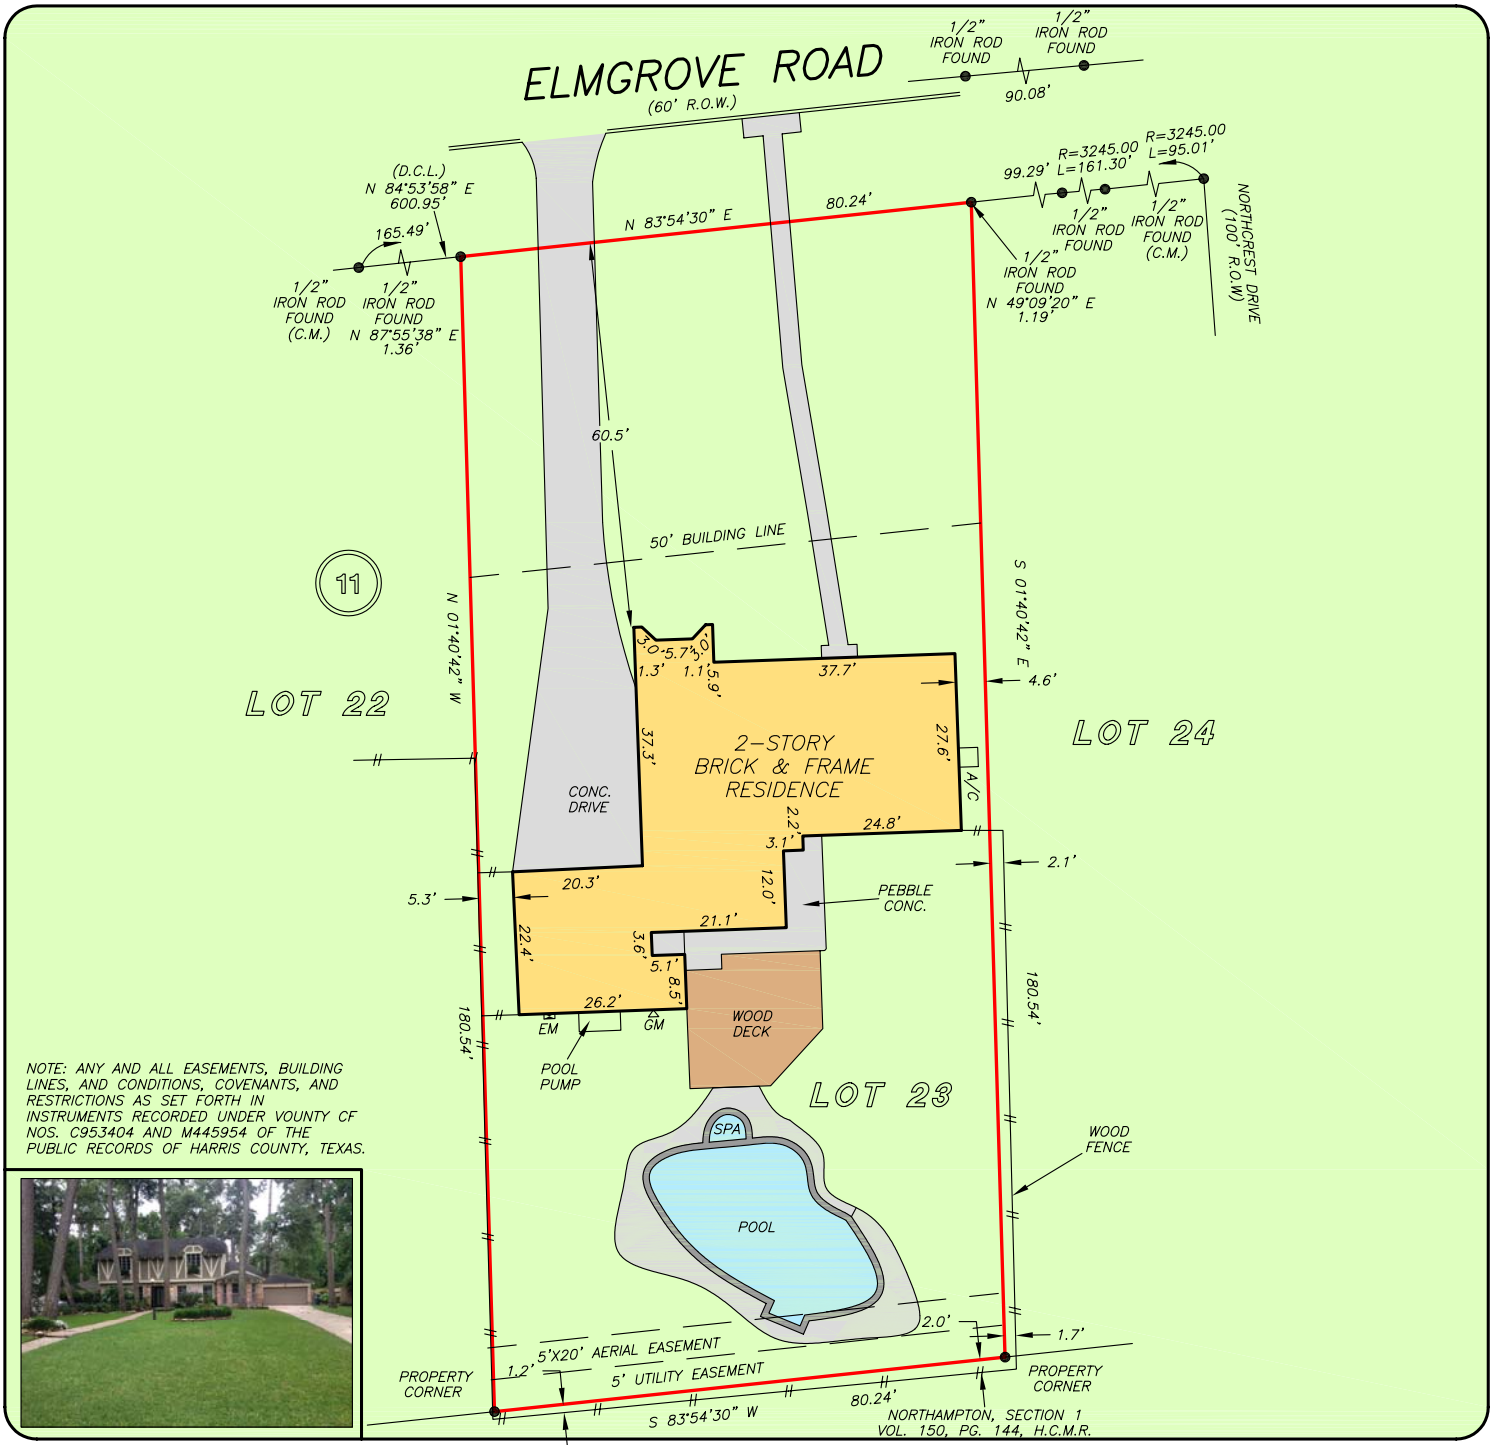 ELMGROVE ROAD
(60' R.O.W.)
1/2"
IRON ROD
FOUND
1/2"
IRON ROD
FOUND
90.08'
R=3245.00
L=95.01'
R=3245.00
L=161.30'
99.29'
1/2"
IRON ROD
FOUND
1/2"
IRON ROD
FOUND
(C.M.)
NORTHCREST DRIVE
(100' R.O.W)
(D.C.L.)
N 84°53'58" E
600.95'
165.49'
1/2"
IRON ROD
FOUND
(C.M.)
1/2"
IRON ROD
FOUND
N 87°55'38" E
1.36'
N 83°54'30" E
80.24'
1/2"
IRON ROD
FOUND
N 49°09'20" E
1.19'
60.5'
50' BUILDING LINE
11
N 01°40'42" W
S 01°40'42" E
LOT 22
LOT 24
3.0'
5.7'
3.0'
1.3'
1.1'
5.9'
37.7'
4.6'
37.3'
27.6'
2-STORY
BRICK & FRAME
RESIDENCE
A/C
CONC.
DRIVE
2.2'
24.8'
3.1'
2.1'
5.3'
20.3'
12.0'
PEBBLE
CONC.
22.4'
21.1'
3.6'
5.1'
8.5'
26.2'
EM
GM
WOOD
DECK
POOL
PUMP
180.54'
180.54'
LOT 23
NOTE: ANY AND ALL EASEMENTS, BUILDING
LINES, AND CONDITIONS, COVENANTS, AND
RESTRICTIONS AS SET FORTH IN
INSTRUMENTS RECORDED UNDER VOUNTY CF
NOS. C953404 AND M445954 OF THE
PUBLIC RECORDS OF HARRIS COUNTY, TEXAS.
SPA
POOL
WOOD
FENCE
2.0'
1.7'
5'X20' AERIAL EASEMENT
1.2'
5' UTILITY EASEMENT
PROPERTY
CORNER
PROPERTY
CORNER
S 83°54'30" W
80.24'
NORTHAMPTON, SECTION 1
VOL. 150, PG. 144, H.C.M.R.